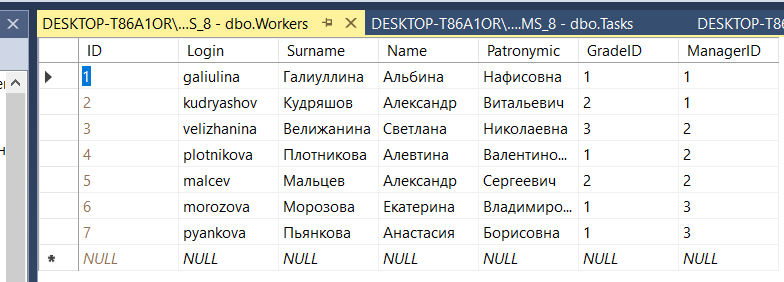 DESKTOP-T86A1OR\...S_8 - dbo.Workers DESKTOP-T86A1OR\....MS_8 - dbo.Tasks DESKTOP-T8
ID Login Surname Name Patronymic GradeID ManagerID
1 galiulina Галиуллина Альбина Нафисовна 1 1
2 kudryashov Кудряшов Александр Витальевич 2 1
3 velizhanina Велижанина Светлана Николаевна 3 2
4 plotnikova Плотникова Алевтина Валентино... 1 2
5 malcev Мальцев Александр Сергеевич 2 2
6 morozova Морозова Екатерина Владимиро... 1 3
7 pyankova Пьянкова Анастасия Борисовна 1 3
NULL NULL NULL NULL NULL NULL NULL